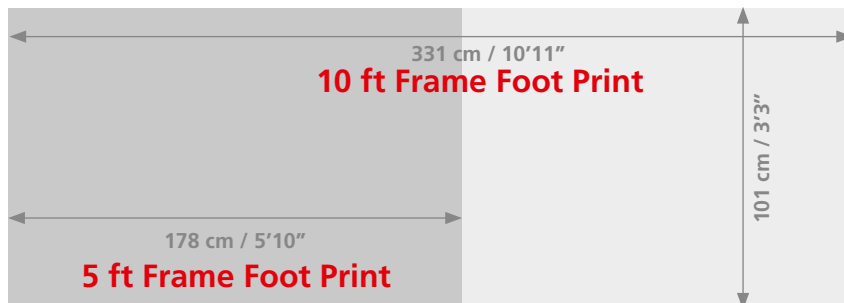 331 cm / 10’11”
10 ft Frame Foot Print
101 cm / 3’3”
178 cm / 5’10”
5 ft Frame Foot Print